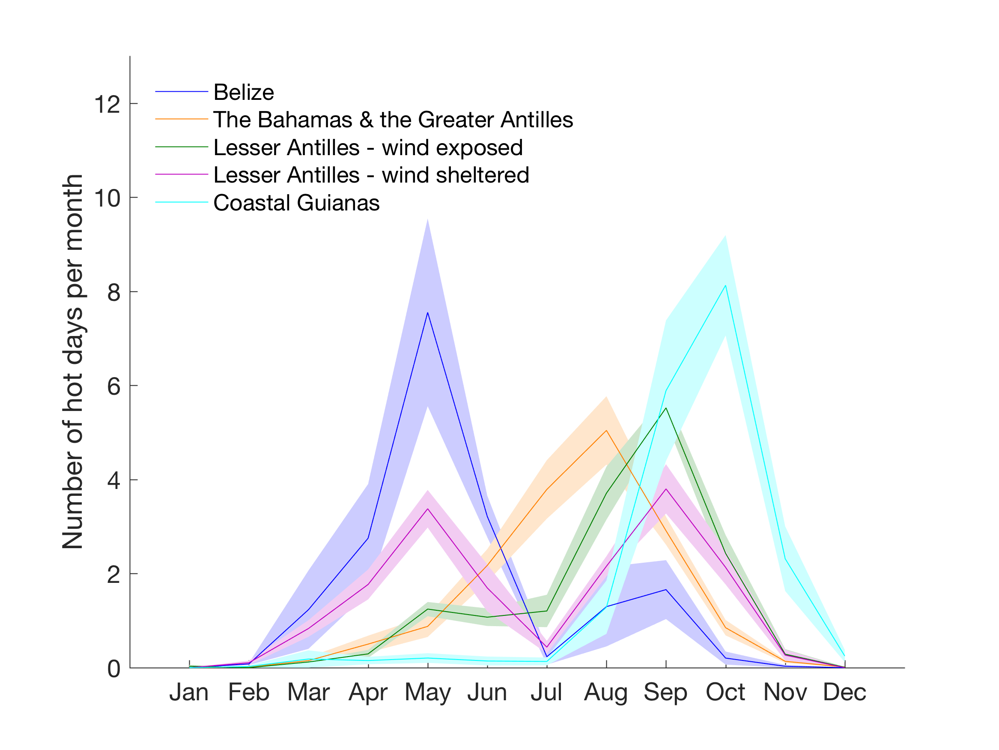 Belize
The Bahamas & the Greater Antilles
Lesser Antilles - wind exposed
Lesser Antilles - wind sheltered
Coastal Guianas
Number of hot days per month
12
10
8
6
4
2
0
Jan Feb Mar Apr May Jun Jul Aug Sep Oct Nov Dec